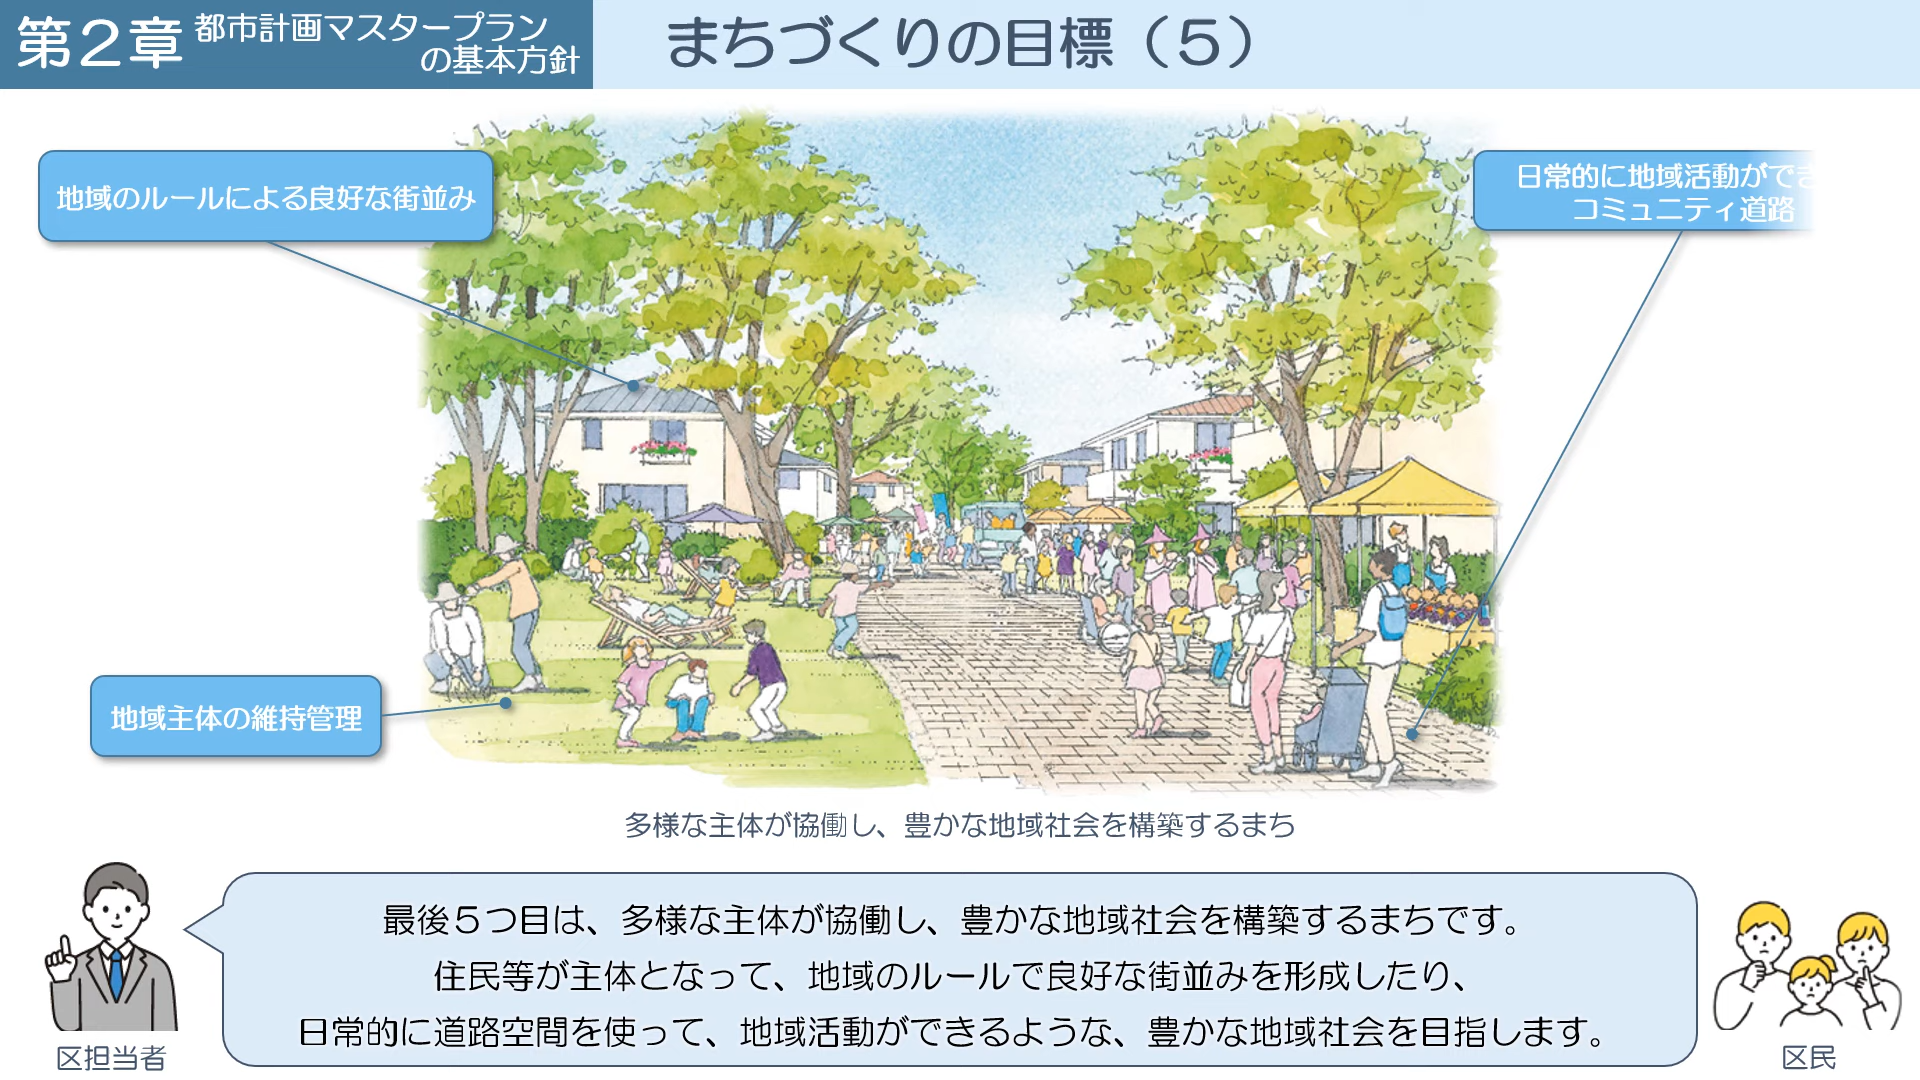 第2章 都市計画マスタープラン
の基本方針
まちづくりの目標（5）
地域のルールによる良好な街並み
日常的に地域活動ができ
コミュニティ道路
地域主体の維持管理
多様な主体が協働し、豊かな地域社会を構築するまち
最後5つ目は、多様な主体が協働し、豊かな地域社会を構築するまちです。
住民等が主体となって、地域のルールで良好な街並みを形成したり、
日常的に道路空間を使って、地域活動ができるような、豊かな地域社会を目指します。
区担当者
区民